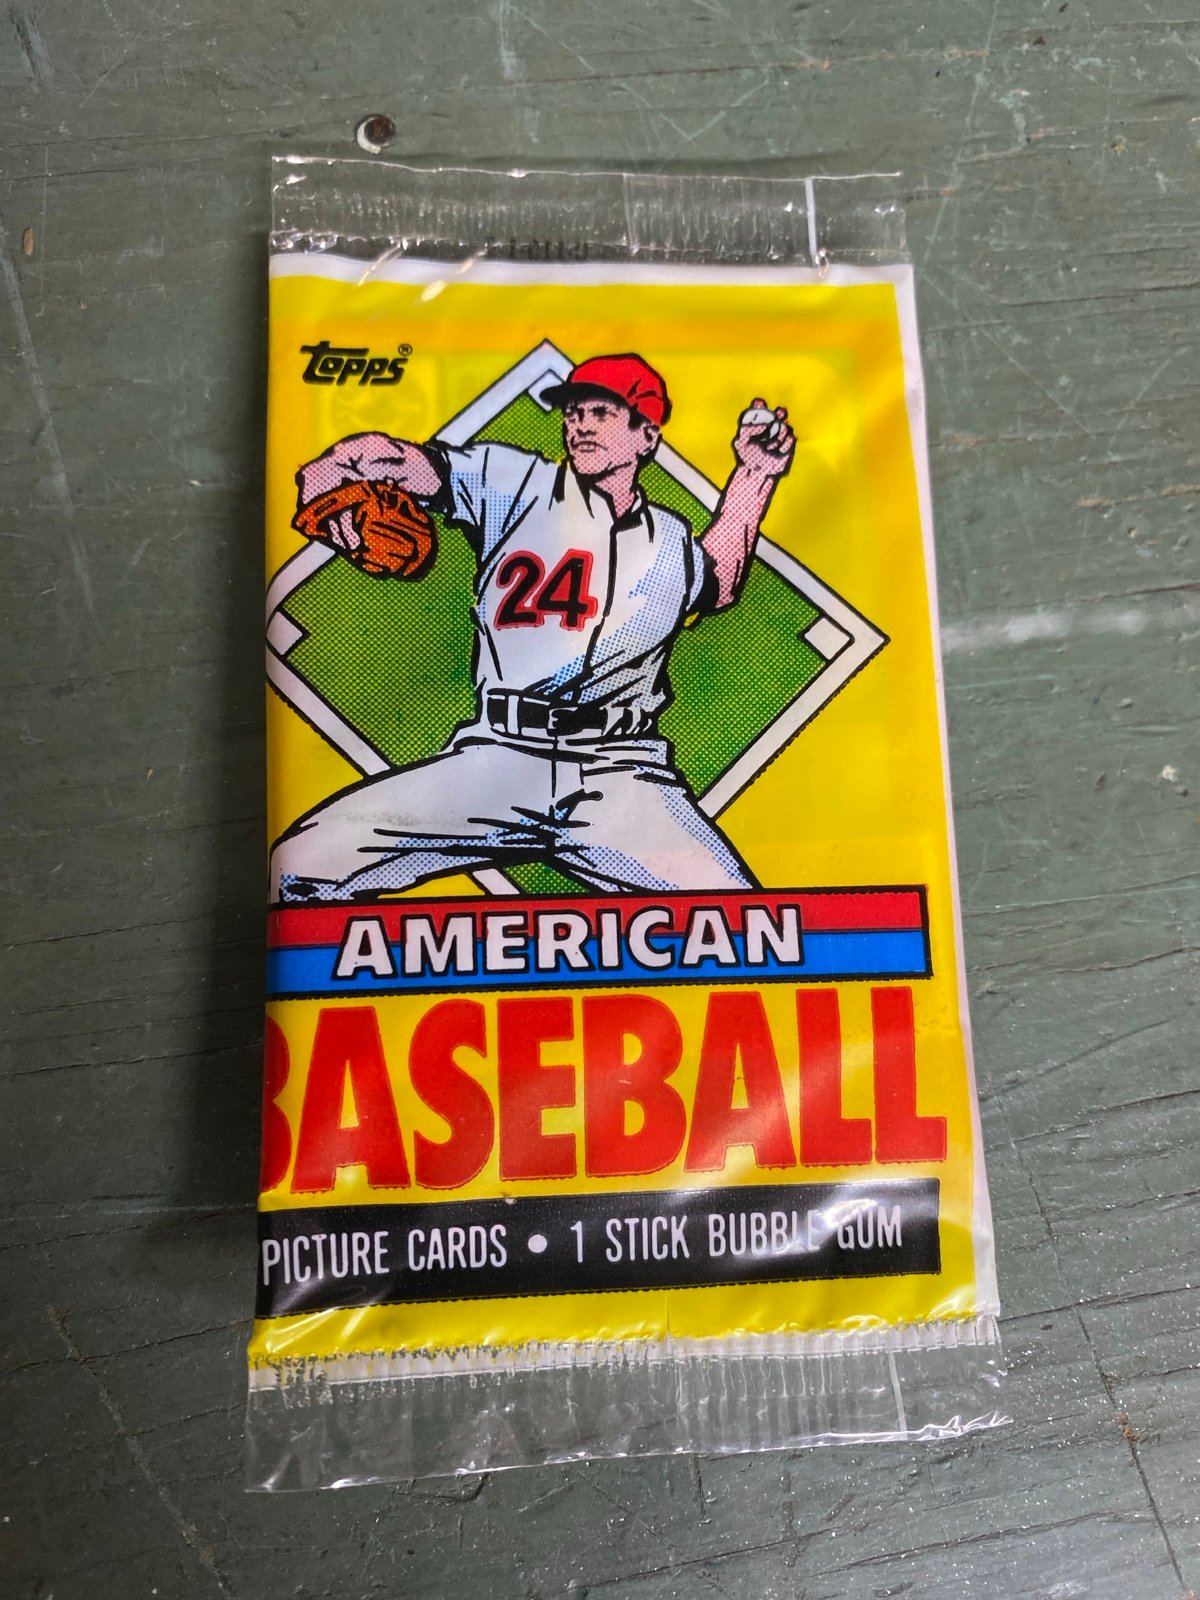 Topps®
24
AMERICAN
BASEBALL
PICTURE CARDS • 1 STICK BUBBLE GUM